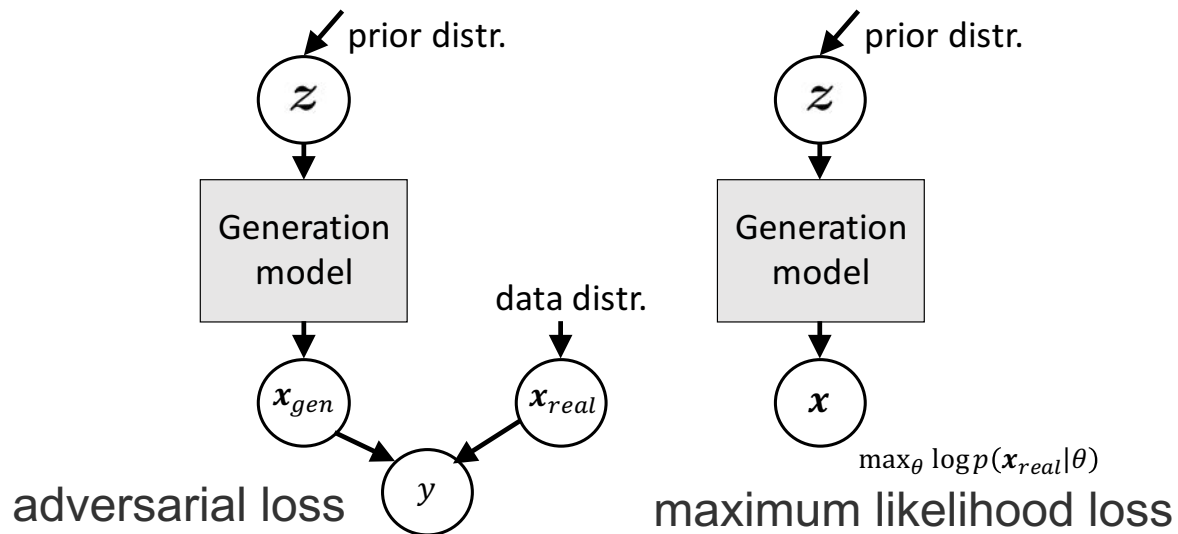 prior distr.
z
Generation
model
data distr.
x_gen
x_real
y
adversarial loss
prior distr.
z
Generation
model
x
max_θ log p(x_real|θ)
maximum likelihood loss